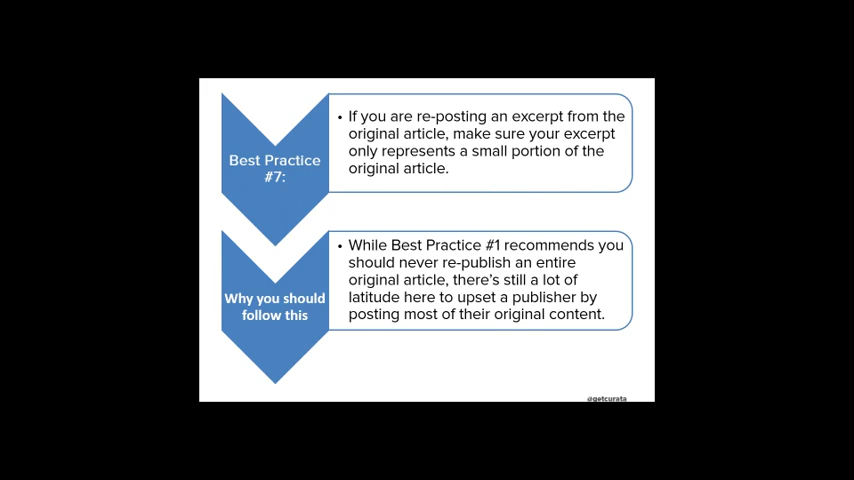 Best Practice
#7:
• If you are re-posting an excerpt from the
original article, make sure your excerpt
only represents a small portion of the
original article.
Why you should
follow this
• While Best Practice #1 recommends you
should never re-publish an entire
original article, there's still a lot of
latitude here to upset a publisher by
posting most of their original content.
@getcurata